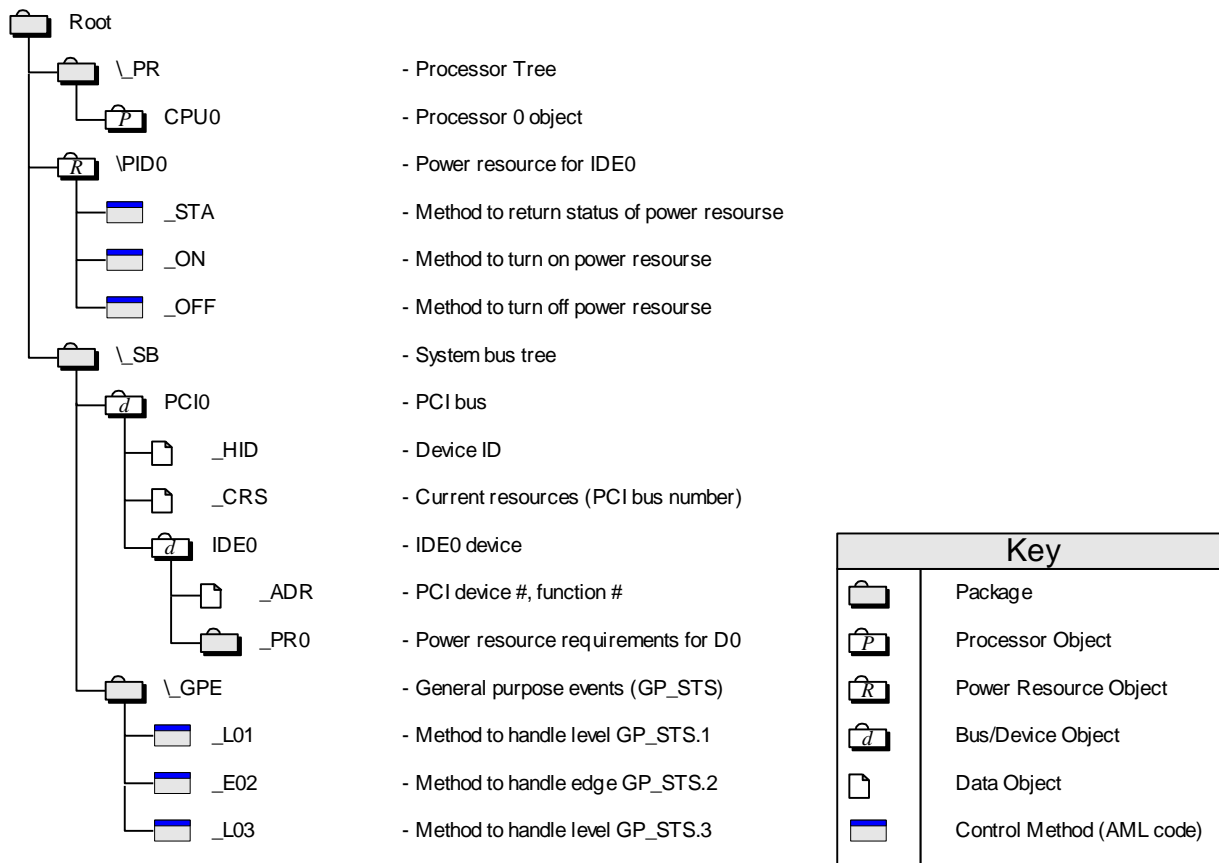 Root
\_PR - Processor Tree
P CPU0 - Processor 0 object
R \PID0 - Power resource for IDE0
_STA - Method to return status of power resourse
_ON - Method to turn on power resourse
_OFF - Method to turn off power resourse
\_SB - System bus tree
d PCI0 - PCI bus
_HID - Device ID
_CRS - Current resources (PCI bus number)
d IDE0 - IDE0 device
_ADR - PCI device #, function #
_PR0 - Power resource requirements for D0
\_GPE - General purpose events (GP_STS)
_L01 - Method to handle level GP_STS.1
_E02 - Method to handle edge GP_STS.2
_L03 - Method to handle level GP_STS.3
Key
Package
P Processor Object
R Power Resource Object
d Bus/Device Object
Data Object
Control Method (AML code)